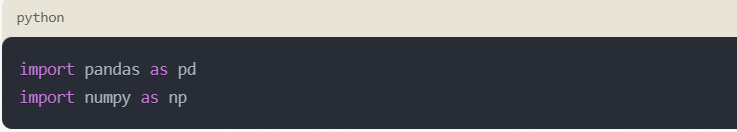 python
import pandas as pd
import numpy as np